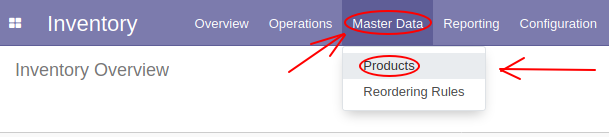 Inventory Overview Operations Master Data Reporting Configuration
Inventory Overview
Products
Reordering Rules